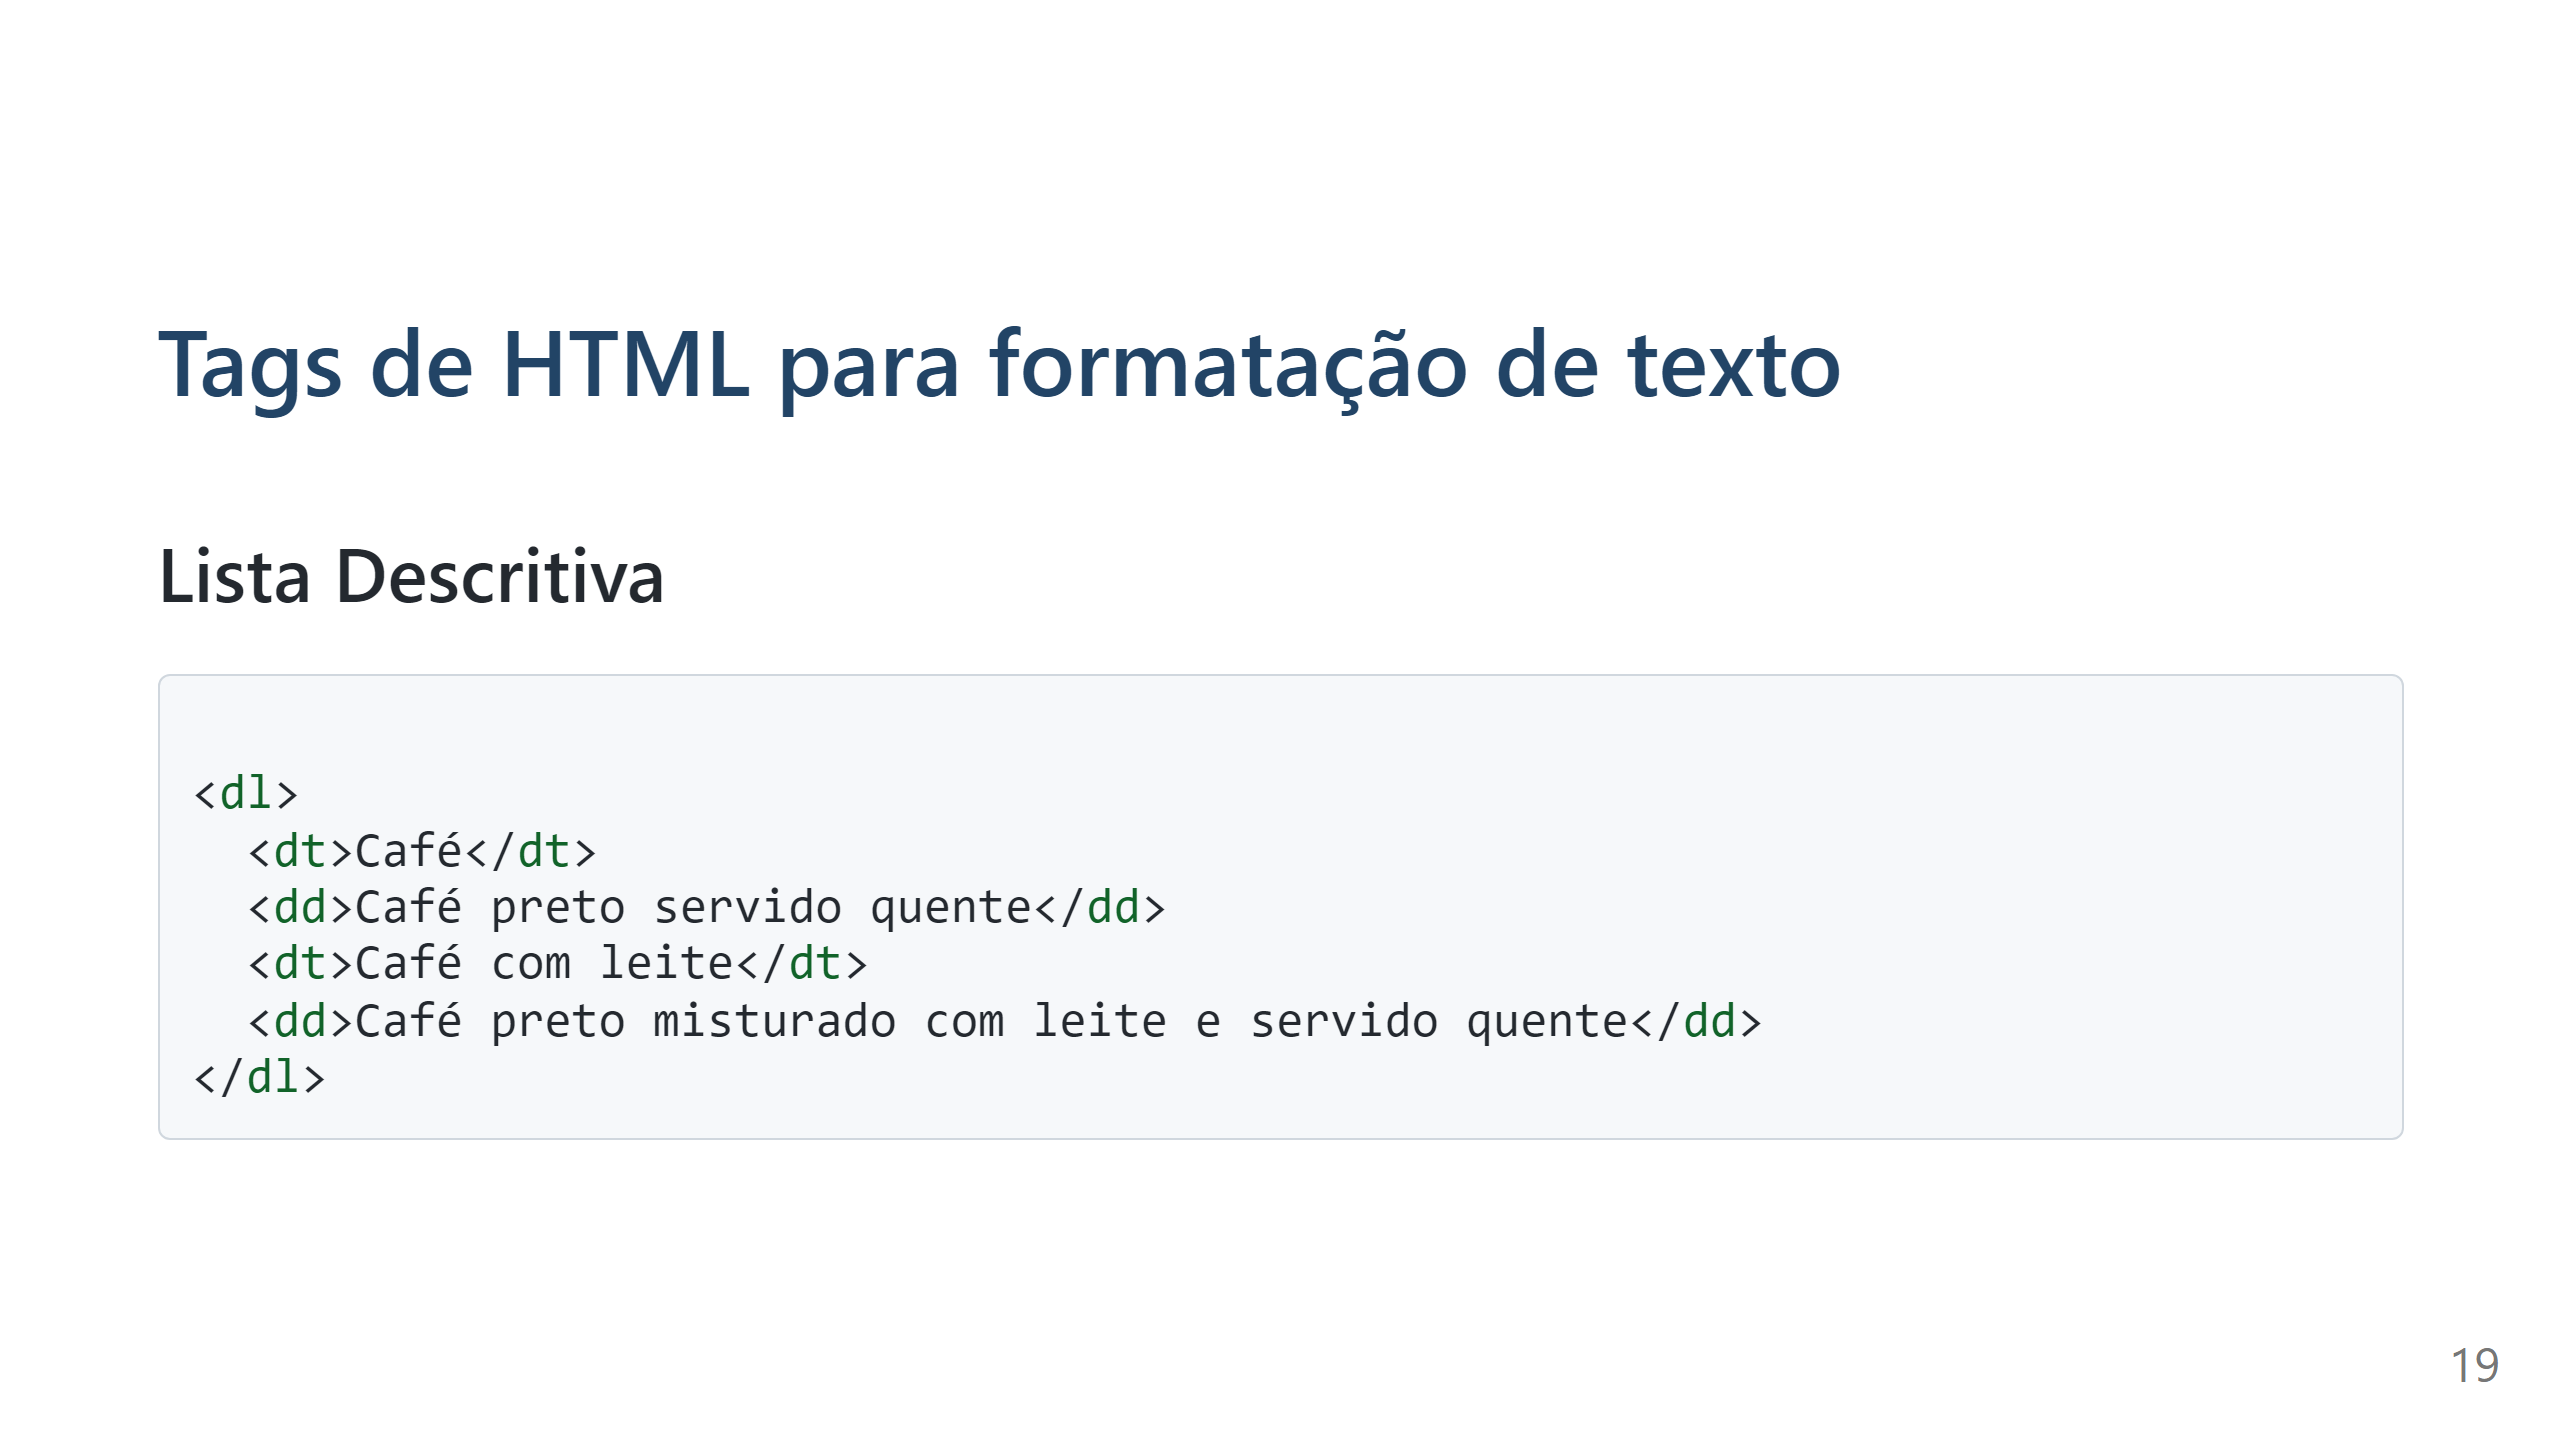 Tags de HTML para formatação de texto
Lista Descritiva
<dl>
  <dt>Café</dt>
  <dd>Café preto servido quente</dd>
  <dt>Café com leite</dt>
  <dd>Café preto misturado com leite e servido quente</dd>
</dl>
19